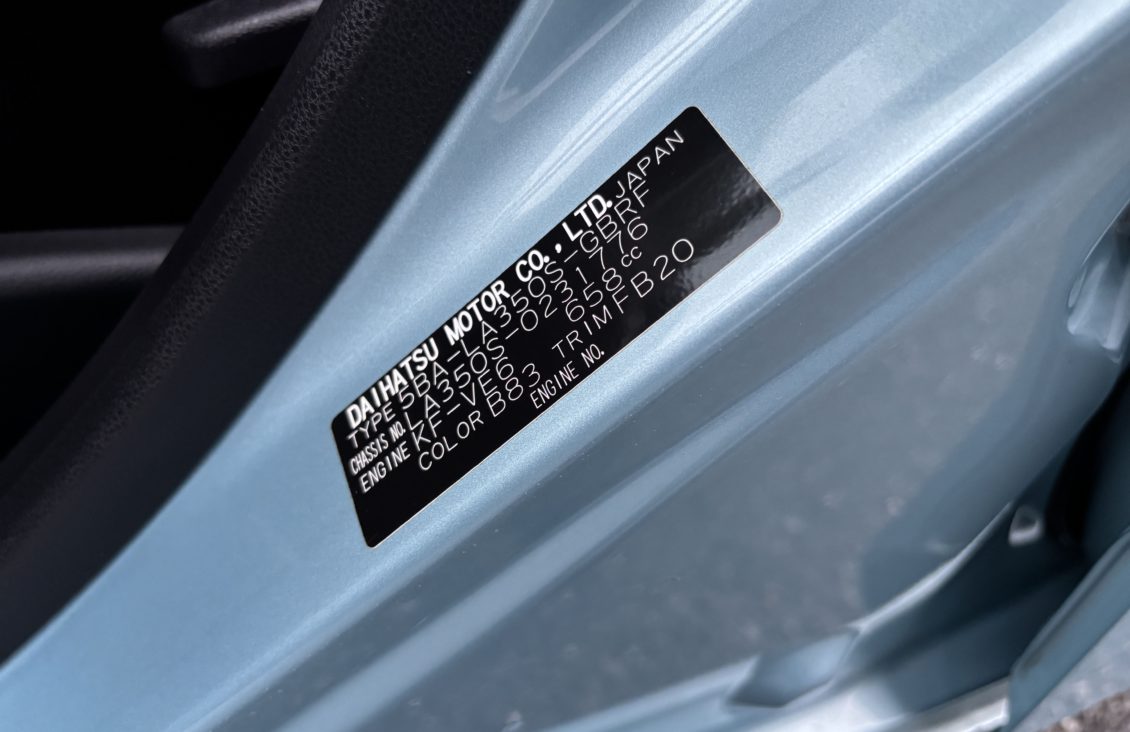 DAIHATSU MOTOR CO., LTD. JAPAN
TYPE 5BA-LA350S-GBRF
CHASSIS NO. LA350S-0231776
ENGINE KF-VE6 658cc
COLOR B83 TRIM FB20
ENGINE NO.